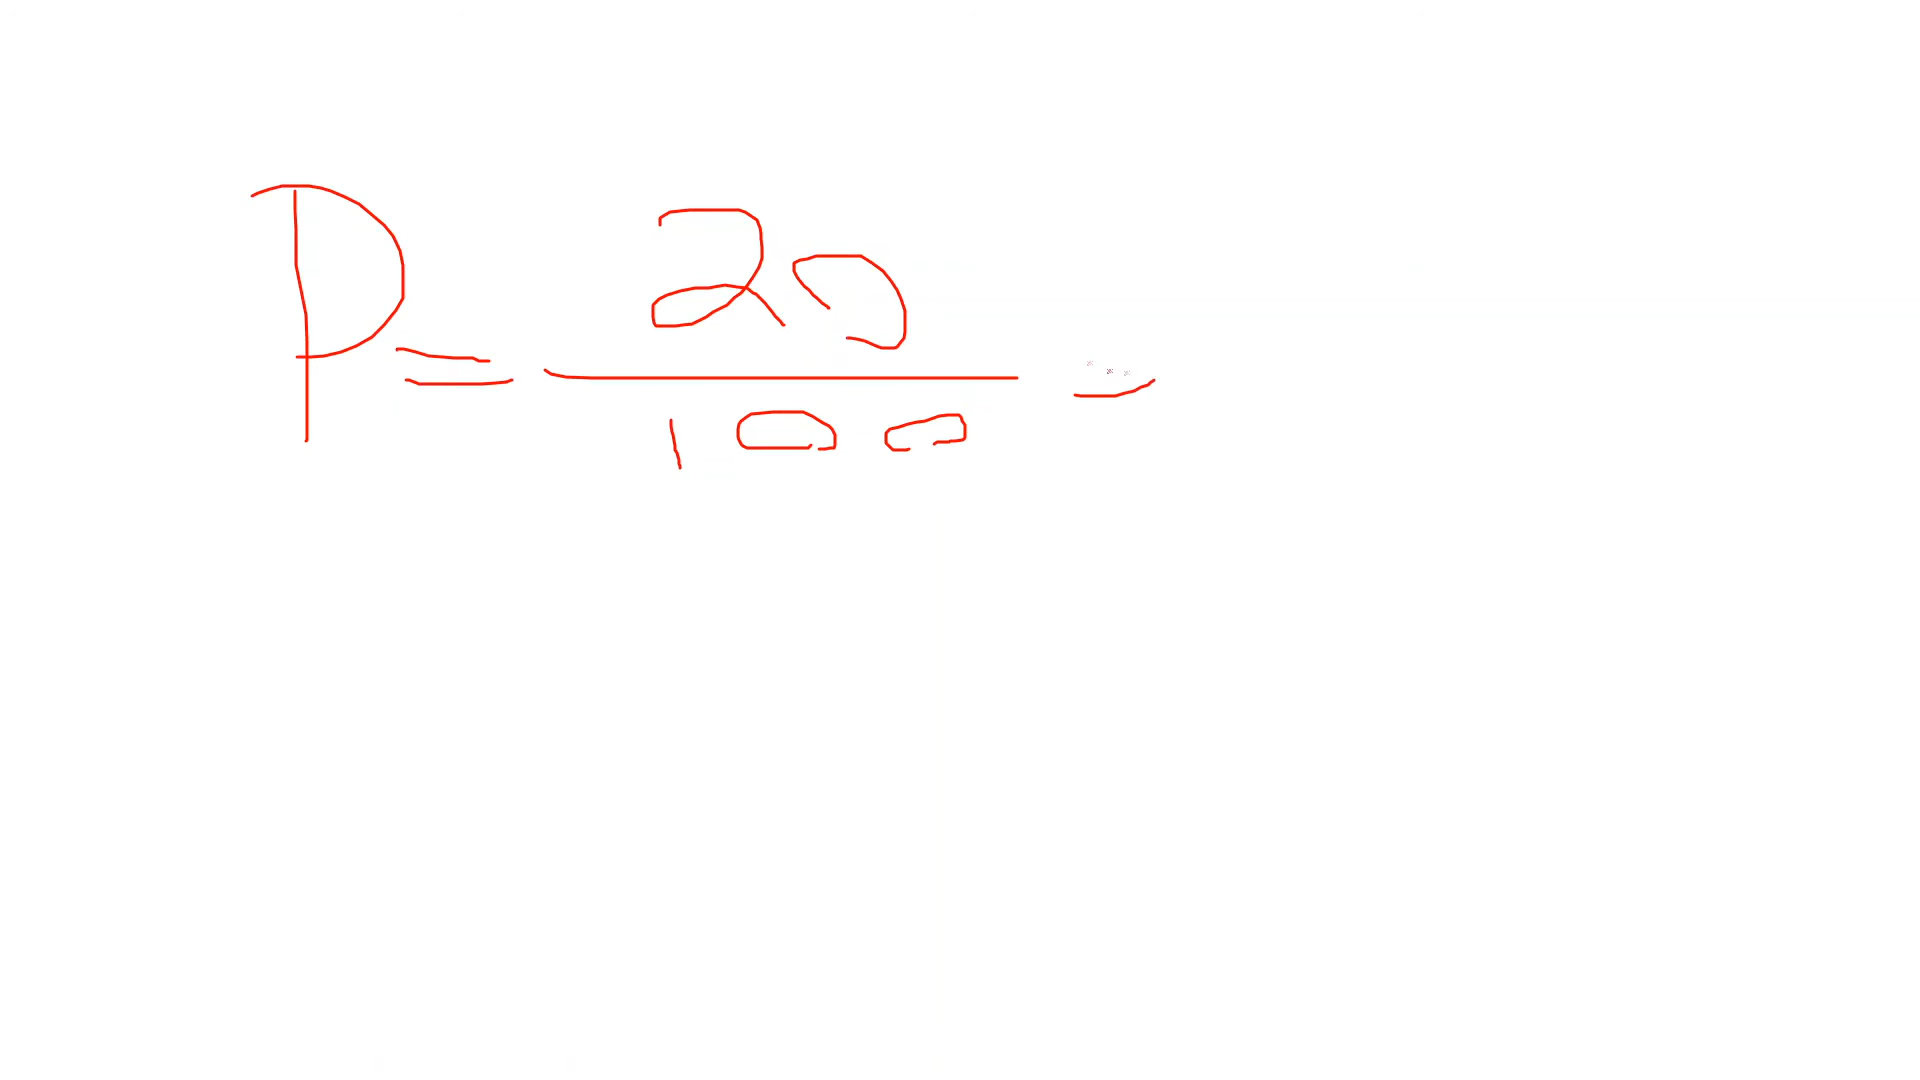 P = 20/100 =